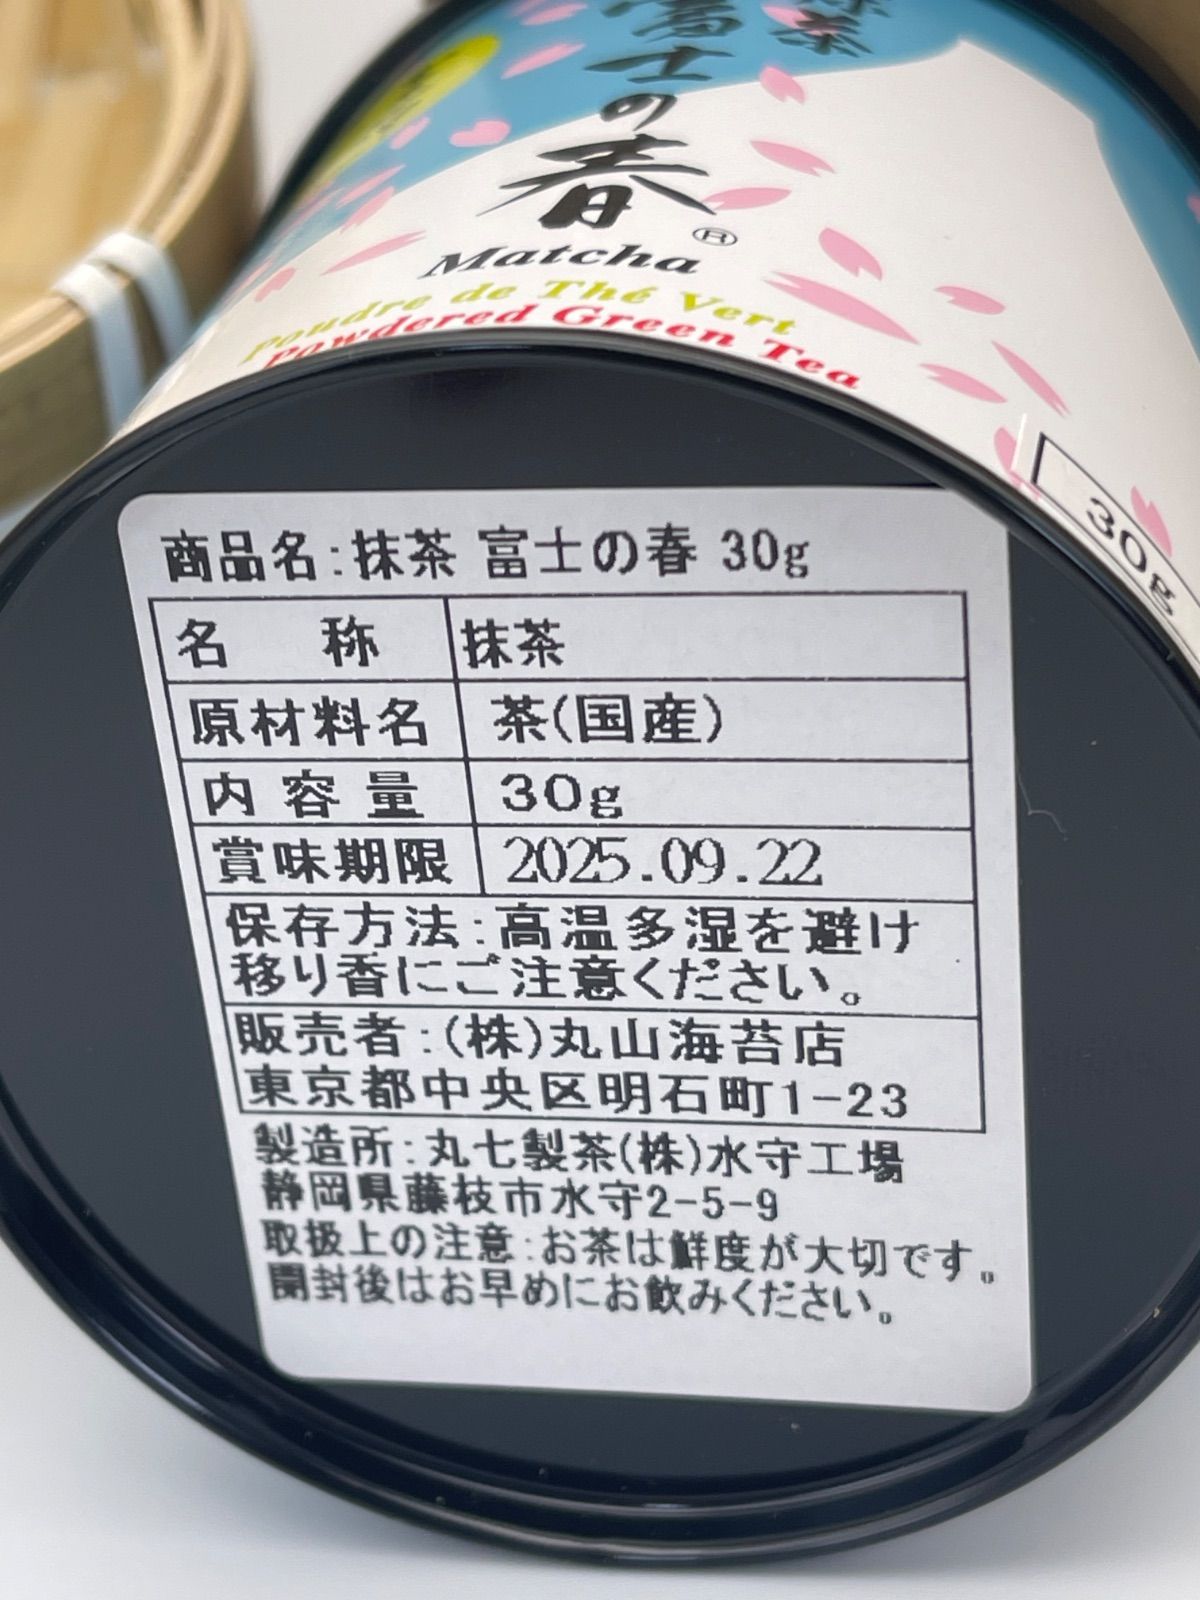 抹茶
富士の春®
Matcha
Poudre de Thé Vert
Powdered Green Tea
30g
商品名:抹茶 富士の春 30g
名 称 抹茶
原材料名 茶(国産)
内容量 30g
賞味期限 2025.09.22
保存方法:高温多湿を避け
移り香にご注意ください。
販売者:(株)丸山海苔店
東京都中央区明石町1-23
製造所:丸七製茶(株)水守工場
静岡県藤枝市水守2-5-9
取扱上の注意:お茶は鮮度が大切です。
開封後はお早めにお飲みください。